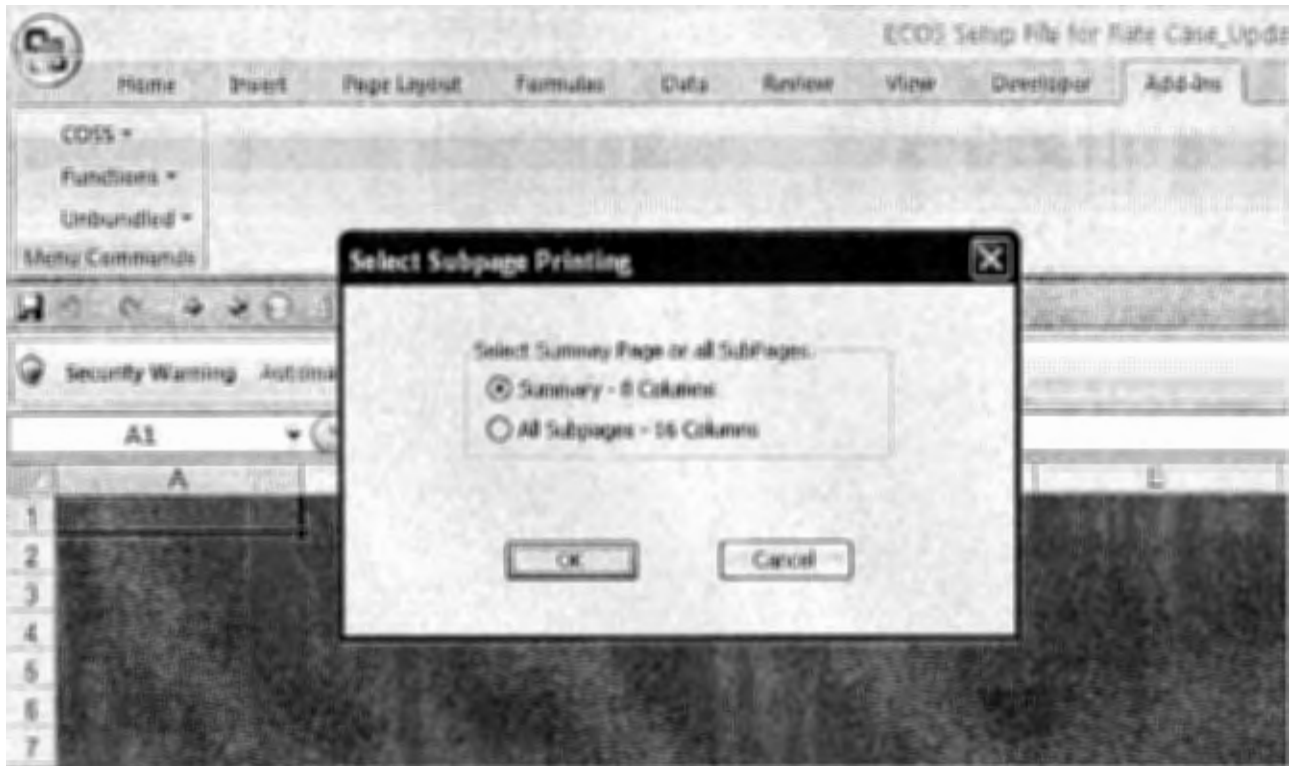 ECOS Setup File for Rate Case_Upda
Home Insert Page Layout Formulas Data Review View Developer Add-Ins
COSS
Functions
Unbundled
Menu Commands
Select Subpage Printing
Security Warning Automa
Select Summey Page or all SubPages.
Summary - 8 Columns
All Subpages - 16 Columns
A1
A
1
OK Cancel
2
3
4
5
6
7